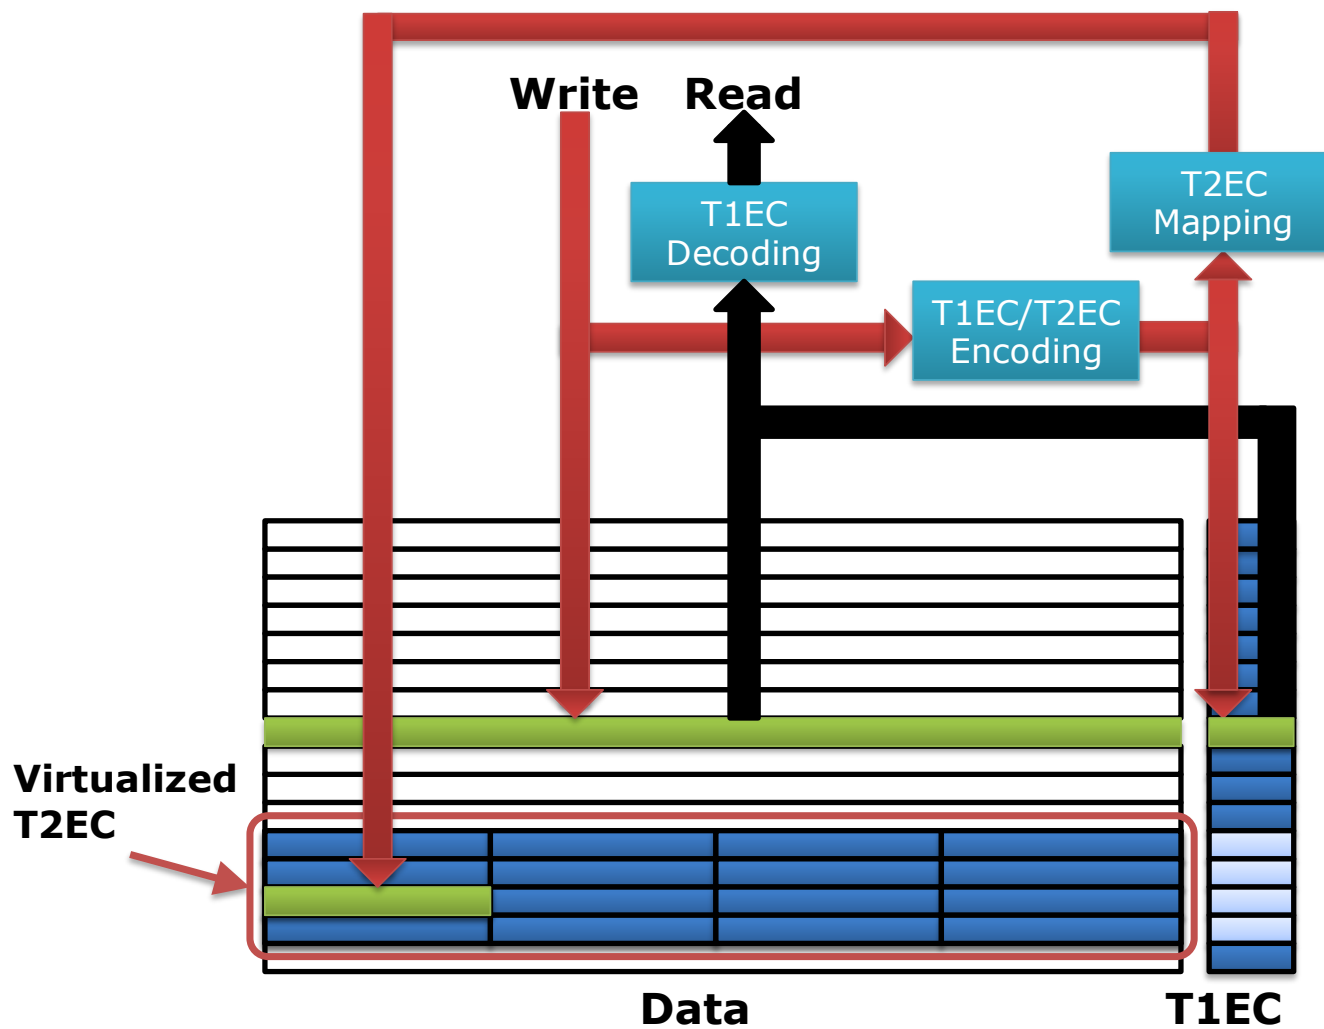 Write Read
T1EC
Decoding
T2EC
Mapping
T1EC/T2EC
Encoding
Virtualized
T2EC
Data
T1EC